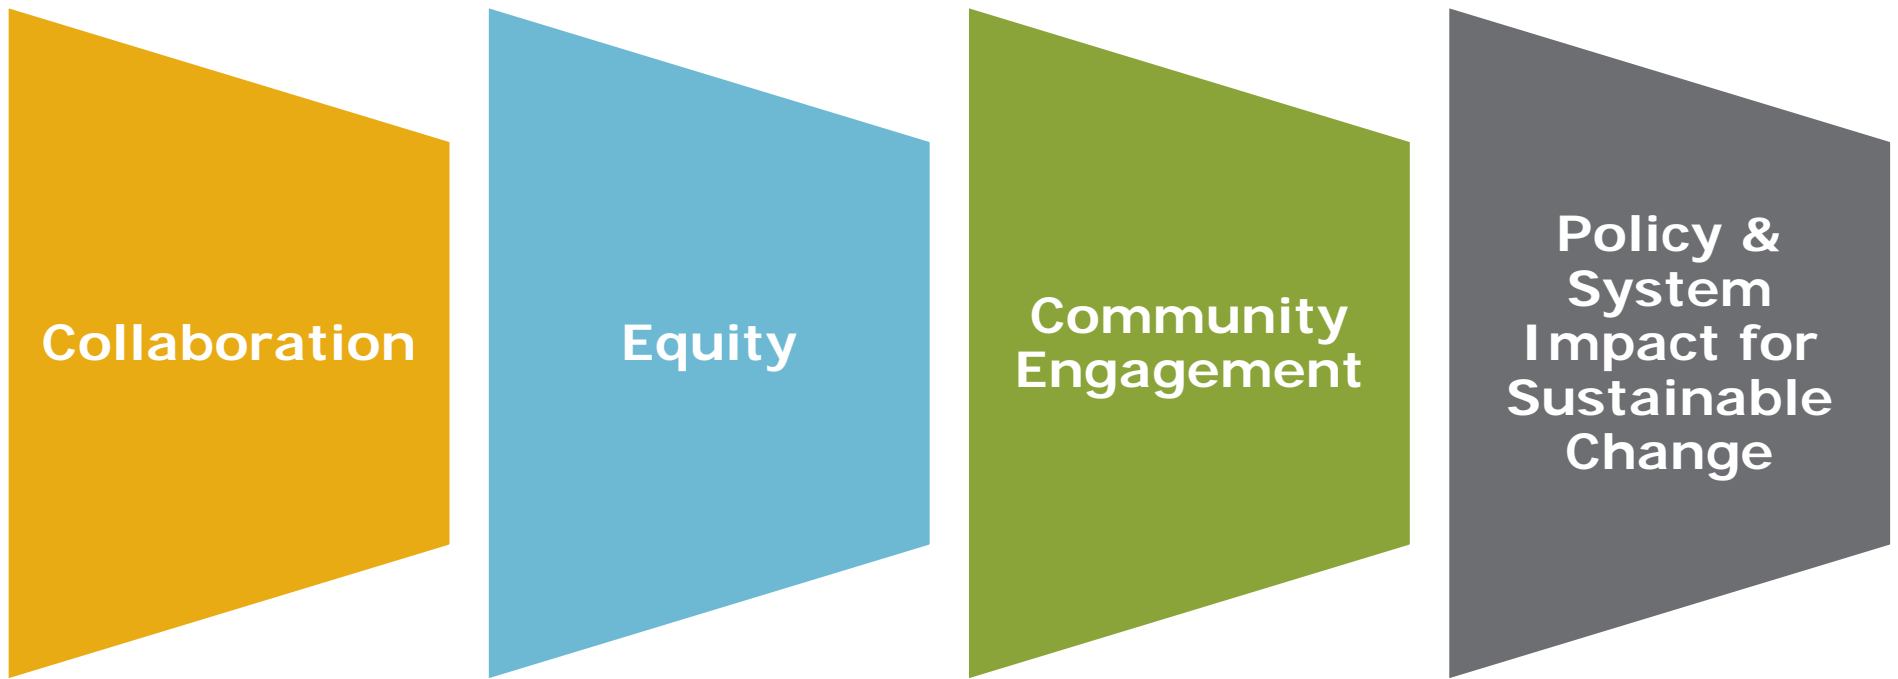 Collaboration
Equity
Community
Engagement
Policy &
System
Impact for
Sustainable
Change